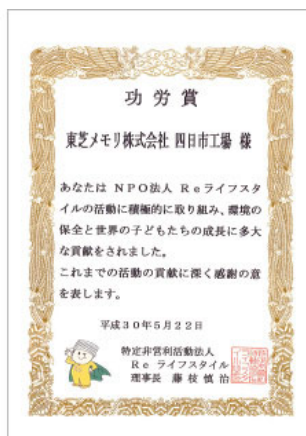 功労賞
東芝メモリ株式会社 四日市工場 様
あなたは NPO法人 Reライフスタ
イルの活動に積極的に取り組み、環境の
保全と世界の子どもたちの成長に多大
な貢献をされました。
これまでの活動の貢献に深く感謝の意
を表します。
平成30年5月22日
特定非営利活動法人
Re ライフスタイル
理事長 藤枝慎治